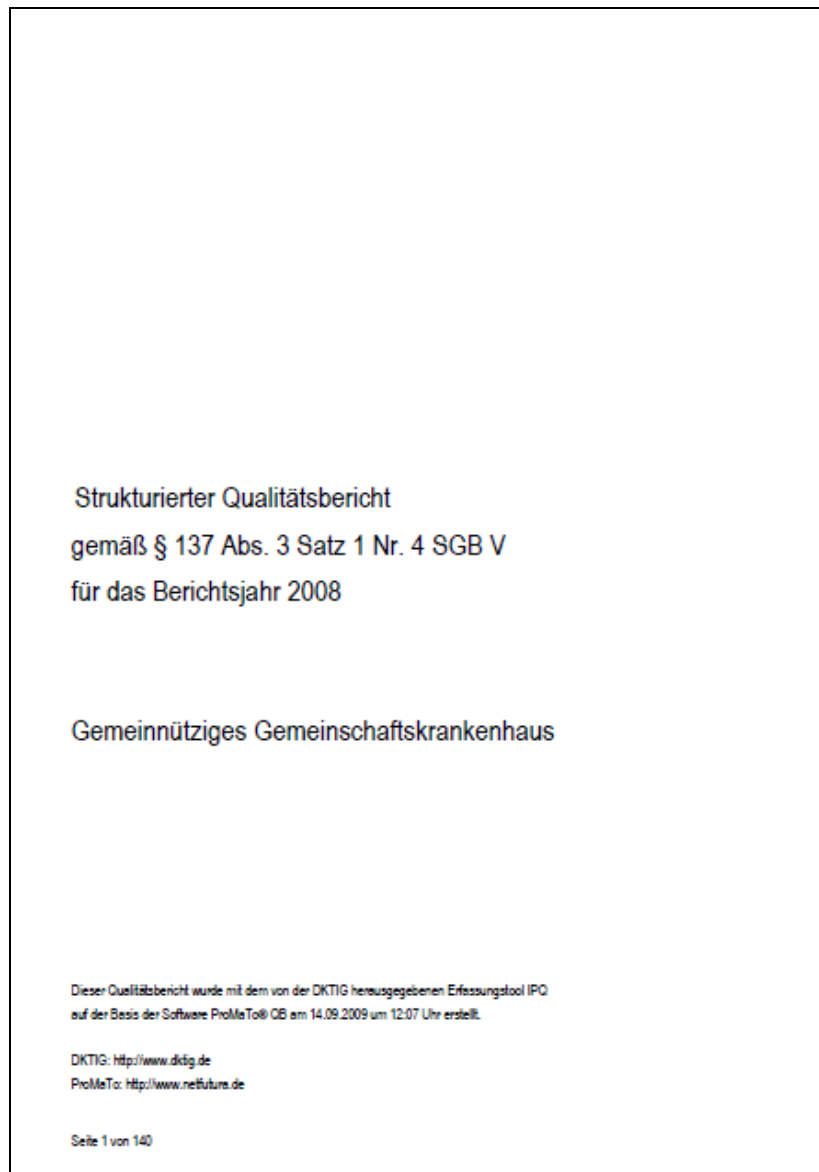 Strukturierter Qualitätsbericht
gemäß § 137 Abs. 3 Satz 1 Nr. 4 SGB V
für das Berichtsjahr 2008
Gemeinnütziges Gemeinschaftskrankenhaus
Dieser Qualitätsbericht wurde mit dem von der DKTIG herausgegebenen Erfassungstool IPQ
auf der Basis der Software ProMaTo® QB am 14.09.2009 um 12:07 Uhr erstellt.
DKTIG: http://www.dktig.de
ProMaTo: http://www.netfutura.de
Seite 1 von 140